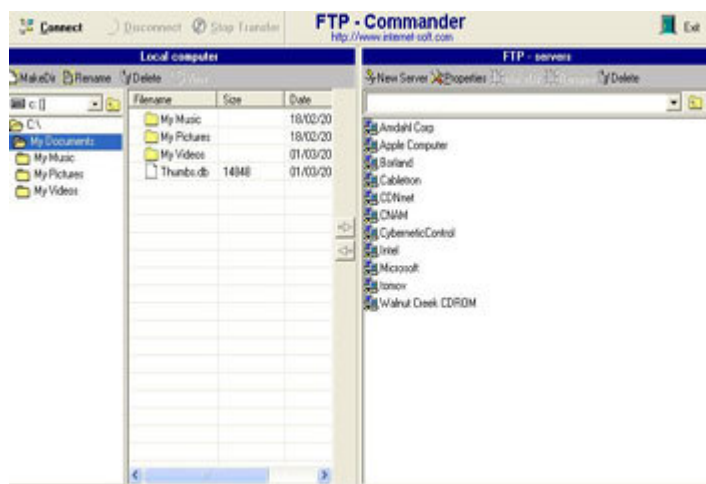 Connect Disconnect Stop Transfer FTP - Commander Exit
http://www.internet-soft.com
Local computer
MakeDir Rename Delete
c: []
C:\
My Documents
My Music
My Pictures
My Videos
Filename Size Date
My Music 18/02/20
My Pictures 18/02/20
My Videos 01/03/20
Thumbs.db 14848 01/03/20
FTP - servers
New Server Properties Delete
Amdahl Corp
Apple Computer
Borland
Cabletron
CDNnet
CNAM
CyberneticControl
Intel
Microsoft
tomov
Walnut Creek CDROM